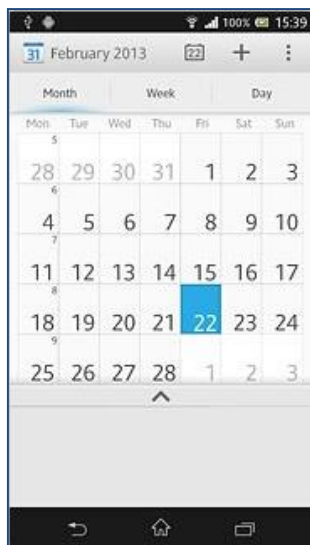 100% 15:39
31 February 2013 22
Month Week Day
Mon Tue Wed Thu Fri Sat Sun
5
28 29 30 31 1 2 3
6
4 5 6 7 8 9 10
7
11 12 13 14 15 16 17
8
18 19 20 21 22 23 24
9
25 26 27 28 1 2 3